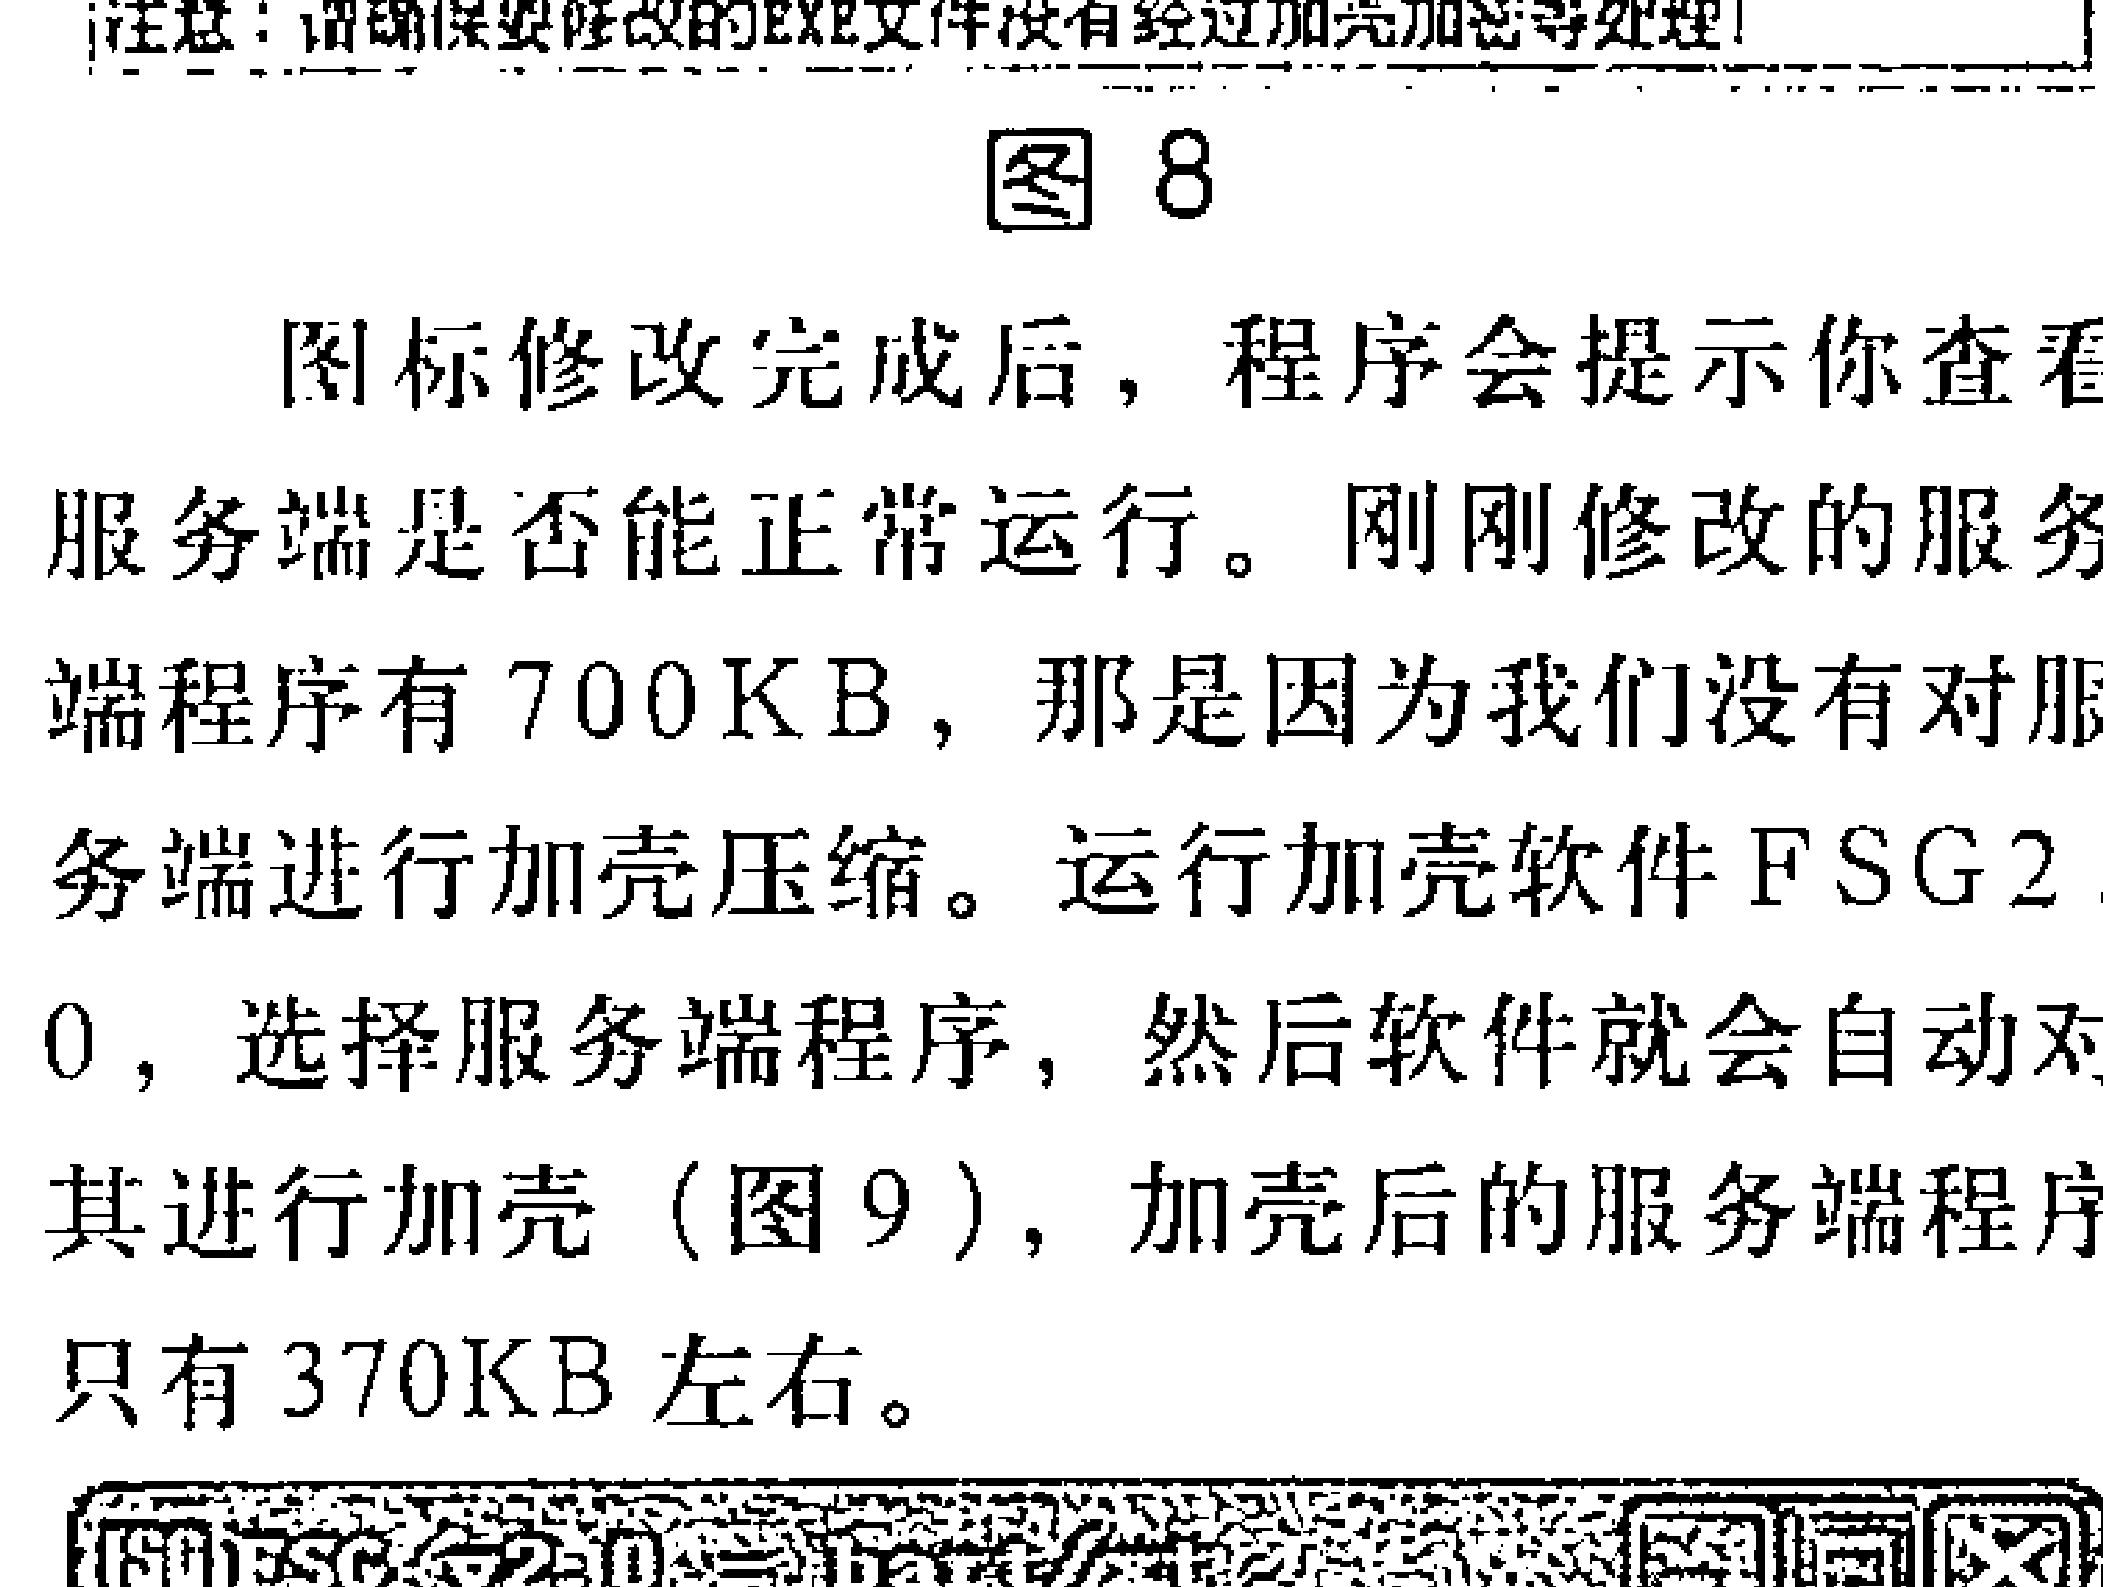 注意：请确保要修改的EXE文件没有经过加壳加密等处理！
图 8
图标修改完成后，程序会提示你查看
服务端是否能正常运行。刚刚修改的服务
端程序有700KB，那是因为我们没有对服
务端进行加壳压缩。运行加壳软件FSG2.
0，选择服务端程序，然后软件就会自动对
其进行加壳（图9），加壳后的服务端程序
只有370KB左右。